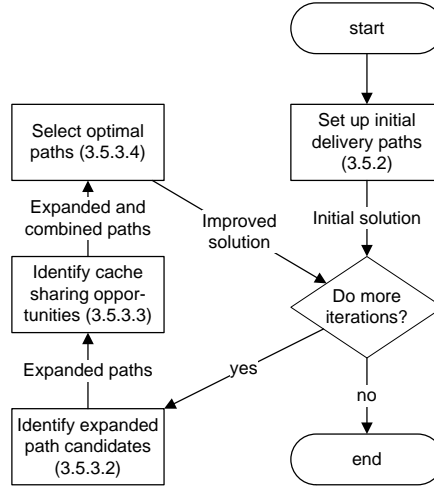 start
Set up initial
delivery paths
(3.5.2)
Initial solution
Do more
iterations?
yes
no
end
Identify expanded
path candidates
(3.5.3.2)
Expanded paths
Identify cache
sharing oppor-
tunities (3.5.3.3)
Expanded and
combined paths
Select optimal
paths (3.5.3.4)
Improved
solution